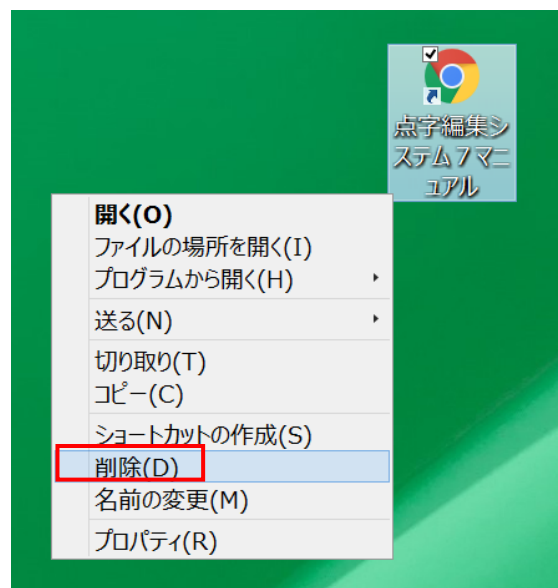 点字編集シ
ステム7マニ
ュアル
開く(O)
ファイルの場所を開く(I)
プログラムから開く(H)
送る(N)
切り取り(T)
コピー(C)
ショートカットの作成(S)
削除(D)
名前の変更(M)
プロパティ(R)